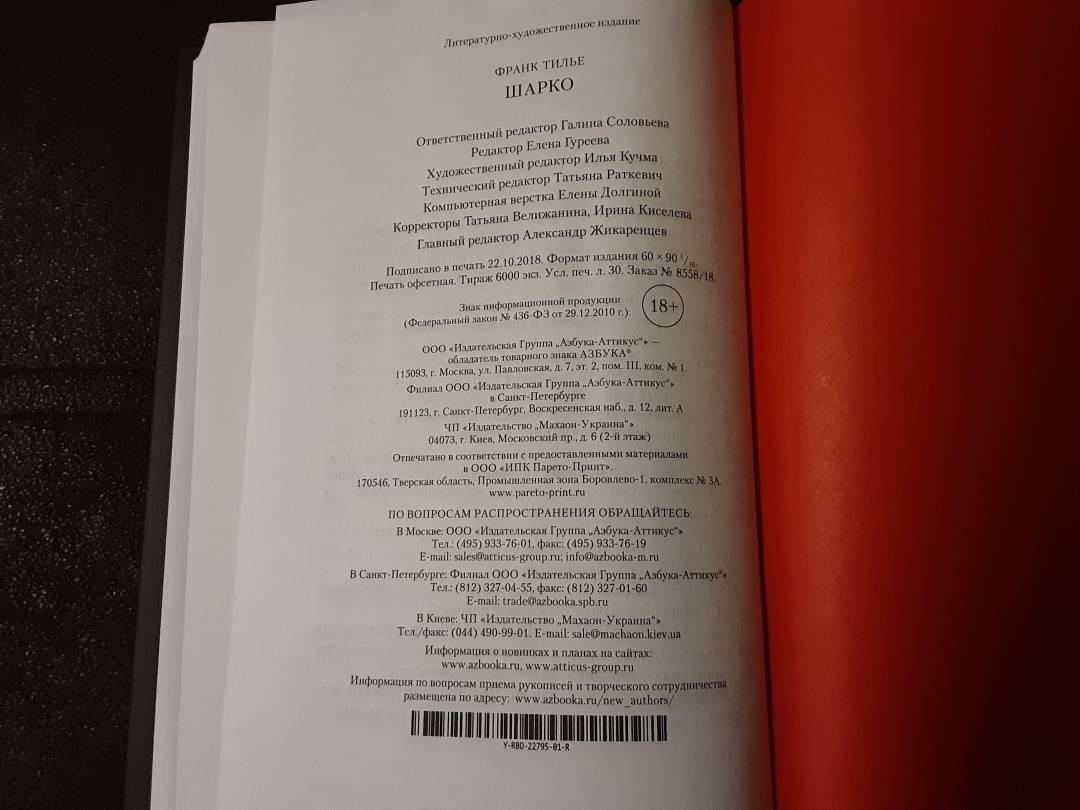 Литературно-художественное издание
ФРАНК ТИЛЬЕ
ШАРКО
Ответственный редактор Галина Соловьева
Редактор Елена Гуреева
Художественный редактор Илья Кучма
Технический редактор Татьяна Раткевич
Компьютерная верстка Елены Долгиной
Корректоры Татьяна Велижанина, Ирина Киселева
Главный редактор Александр Жикаренцев
Подписано в печать 22.10.2018. Формат издания 60 × 90 1/16.
Печать офсетная. Тираж 6000 экз. Усл. печ. л. 30. Заказ № 8558/18.
Знак информационной продукции
(Федеральный закон № 436-ФЗ от 29.12.2010 г.):
18+
ООО «Издательская Группа „Азбука-Аттикус“» —
обладатель товарного знака АЗБУКА®
115093, г. Москва, ул. Павловская, д. 7, эт. 2, пом. III, ком. № 1.
Филиал ООО «Издательская Группа „Азбука-Аттикус“»
в Санкт-Петербурге
191123, г. Санкт-Петербург, Воскресенская наб., д. 12, лит. А
ЧП «Издательство „Махаон-Украина“»
04073, г. Киев, Московский пр., д. 6 (2-й этаж)
Отпечатано в соответствии с предоставленными материалами
в ООО «ИПК Парето-Принт».
170546, Тверская область, Промышленная зона Боровлево-1, комплекс № 3А.
www.pareto-print.ru
ПО ВОПРОСАМ РАСПРОСТРАНЕНИЯ ОБРАЩАЙТЕСЬ:
В Москве: ООО «Издательская Группа „Азбука-Аттикус“»
Тел.: (495) 933-76-01, факс: (495) 933-76-19
E-mail: sales@atticus-group.ru; info@azbooka-m.ru
В Санкт-Петербурге: Филиал ООО «Издательская Группа „Азбука-Аттикус“»
Тел.: (812) 327-04-55, факс: (812) 327-01-60
E-mail: trade@azbooka.spb.ru
В Киеве: ЧП «Издательство „Махаон-Украина“»
Тел./факс: (044) 490-99-01. E-mail: sale@machaon.kiev.ua
Информация о новинках и планах на сайтах:
www.azbooka.ru, www.atticus-group.ru
Информация по вопросам приема рукописей и творческого сотрудничества
размещена по адресу: www.azbooka.ru/new_authors/
Y-RBD-22795-01-R